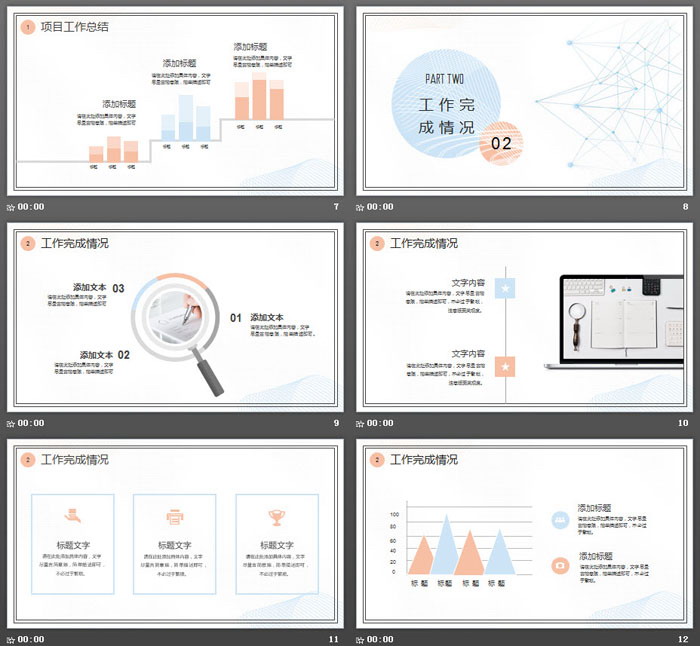 1 项目工作总结
添加标题
请在此处添加具体内容，文字
尽量言简意赅，简单描述即可
添加标题
请在此处添加具体内容，文字
尽量言简意赅，简单描述即可
添加标题
请在此处添加具体内容，文字
尽量言简意赅，简单描述即可
标题 标题 标题
标题 标题 标题
标题 标题 标题
00:00
7
PART TWO
工作完
成情况
02
00:00
8
2 工作完成情况
添加文本 03
请在此处添加具体内容，文字
尽量言简意赅，简单描述即可
01 添加文本
请在此处添加具体内容，文字
尽量言简意赅，简单描述即可。
添加文本 02
请在此处添加具体内容，文字
尽量言简意赅，简单描述即可
00:00
9
2 工作完成情况
文字内容
请在此处添加具体内容，文字尽量言简
意赅，简单描述即可，不必过于繁琐，
注意版面美观度。
文字内容
请在此处添加具体内容，文字尽量言简
意赅，简单描述即可，不必过于繁琐，
注意版面美观度。
00:00
10
2 工作完成情况
标题文字
请在此处添加具体内容，文字
尽量言简意赅，简单描述即可，
不必过于繁琐。
标题文字
请在此处添加具体内容，文字
尽量言简意赅，简单描述即可，
不必过于繁琐。
标题文字
请在此处添加具体内容，文字
尽量言简意赅，简单描述即可，
不必过于繁琐。
00:00
11
2 工作完成情况
100
80
60
40
20
0
标题 标题 标题 标题
添加标题
请在此处添加具体内容，文字尽量
言简意赅，简单描述即可，不必过
于繁琐。
添加标题
请在此处添加具体内容，文字尽量
言简意赅，简单描述即可，不必过
于繁琐。
00:00
12